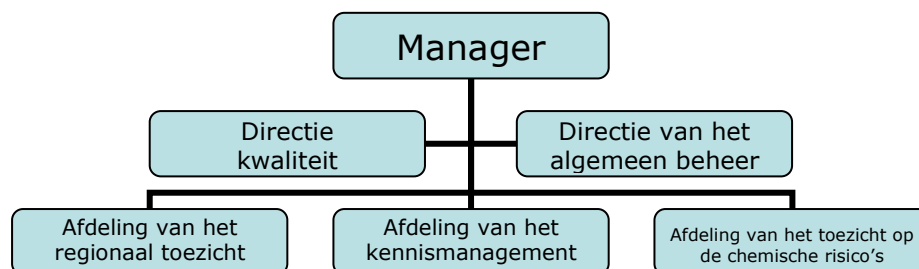 Manager
Directie
kwaliteit
Directie van het
algemeen beheer
Afdeling van het
regionaal toezicht
Afdeling van het
kennismanagement
Afdeling van het toezicht op
de chemische risico's